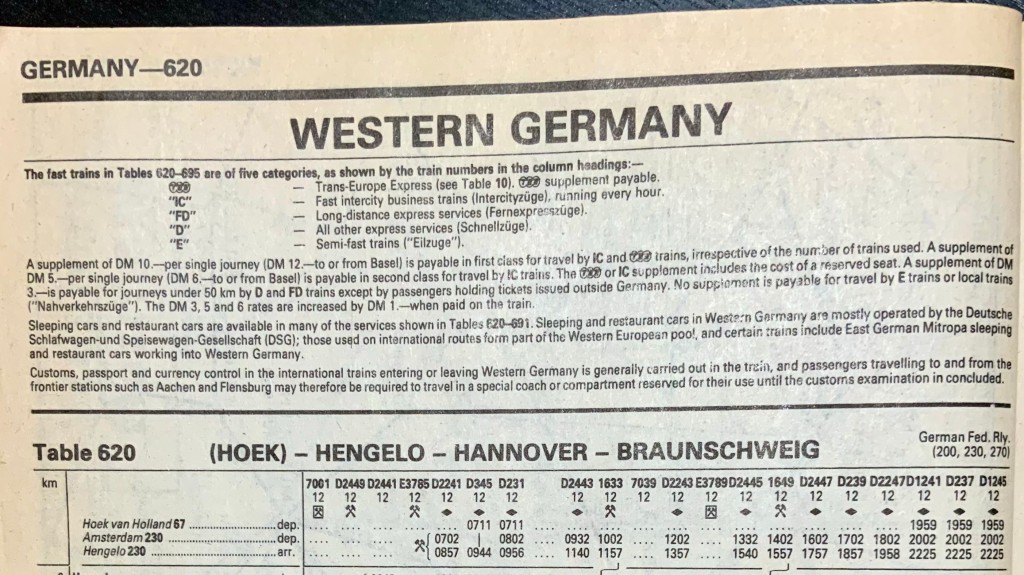 GERMANY—620
WESTERN GERMANY
The fast trains in Tables 620–695 are of five categories, as shown by the train numbers in the column headings:—
— Trans-Europe Express (see Table 10). supplement payable.
"IC" — Fast intercity business trains (Intercityzüge), running every hour.
"FD" — Long-distance express services (Fernexpresszüge).
"D" — All other express services (Schnellzüge).
"E" — Semi-fast trains ("Eilzuge").
A supplement of DM 10.—per single journey (DM 12.—to or from Basel) is payable in first class for travel by IC and trains, irrespective of the number of trains used. A supplement of
DM 5.—per single journey (DM 6.—to or from Basel) is payable in second class for travel by IC trains. The or IC supplement includes the cost of a reserved seat. A supplement of DM
3.—is payable for journeys under 50 km by D and FD trains except by passengers holding tickets issued outside Germany. No supplement is payable for travel by E trains or local trains
("Nahverkehrszüge"). The DM 3, 5 and 6 rates are increased by DM 1.—when paid on the train.
Sleeping cars and restaurant cars are available in many of the services shown in Tables 620–691. Sleeping and restaurant cars in Western Germany are mostly operated by the Deutsche
Schlafwagen-und Speisewagen-Gesellschaft (DSG); those used on international routes form part of the Western European pool, and certain trains include East German Mitropa sleeping
and restaurant cars working into Western Germany.
Customs, passport and currency control in the international trains entering or leaving Western Germany is generally carried out in the train, and passengers travelling to and from the
frontier stations such as Aachen and Flensburg may therefore be required to travel in a special coach or compartment reserved for their use until the customs examination in concluded.
Table 620 (HOEK) – HENGELO – HANNOVER – BRAUNSCHWEIG German Fed. Rly.
(200, 230, 270)
km 7001 D2449 D2441 E3765 D2241 D345 D231 D2443 1633 7039 D2243 E3789 D2445 1649 D2447 D239 D2247 D1241 D237 D1245
12 12 12 12 12 12 12 12 12 12 12 12 12 12 12 12 12 12 12 12
Hoek van Holland 67 .... dep. 0711 0711 1959 1959 1959
Amsterdam 230 .... dep. 0702 | 0802 0932 1002 1202 1332 1402 1602 1702 1802 2002 2002 2002
Hengelo 230 .... arr. 0857 0944 0956 1140 1157 1357 1540 1557 1757 1857 1958 2225 2225 2225